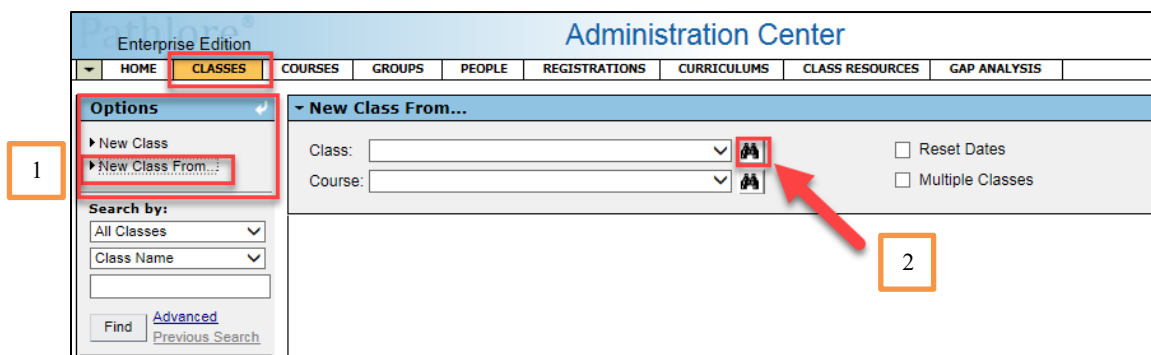 Pathlore®
Enterprise Edition
Administration Center
HOME CLASSES COURSES GROUPS PEOPLE REGISTRATIONS CURRICULUMS CLASS RESOURCES GAP ANALYSIS
Options
New Class
New Class From...
1
Search by:
All Classes
Class Name
Find
Advanced
Previous Search
New Class From...
Class:
Reset Dates
Course:
Multiple Classes
2